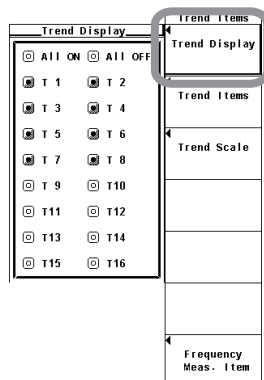 Trend Display
All ON All OFF
T 1 T 2
T 3 T 4
T 5 T 6
T 7 T 8
T 9 T10
T11 T12
T13 T14
T15 T16
Trend Items
Trend Display
Trend Items
Trend Scale
Frequency
Meas. Item